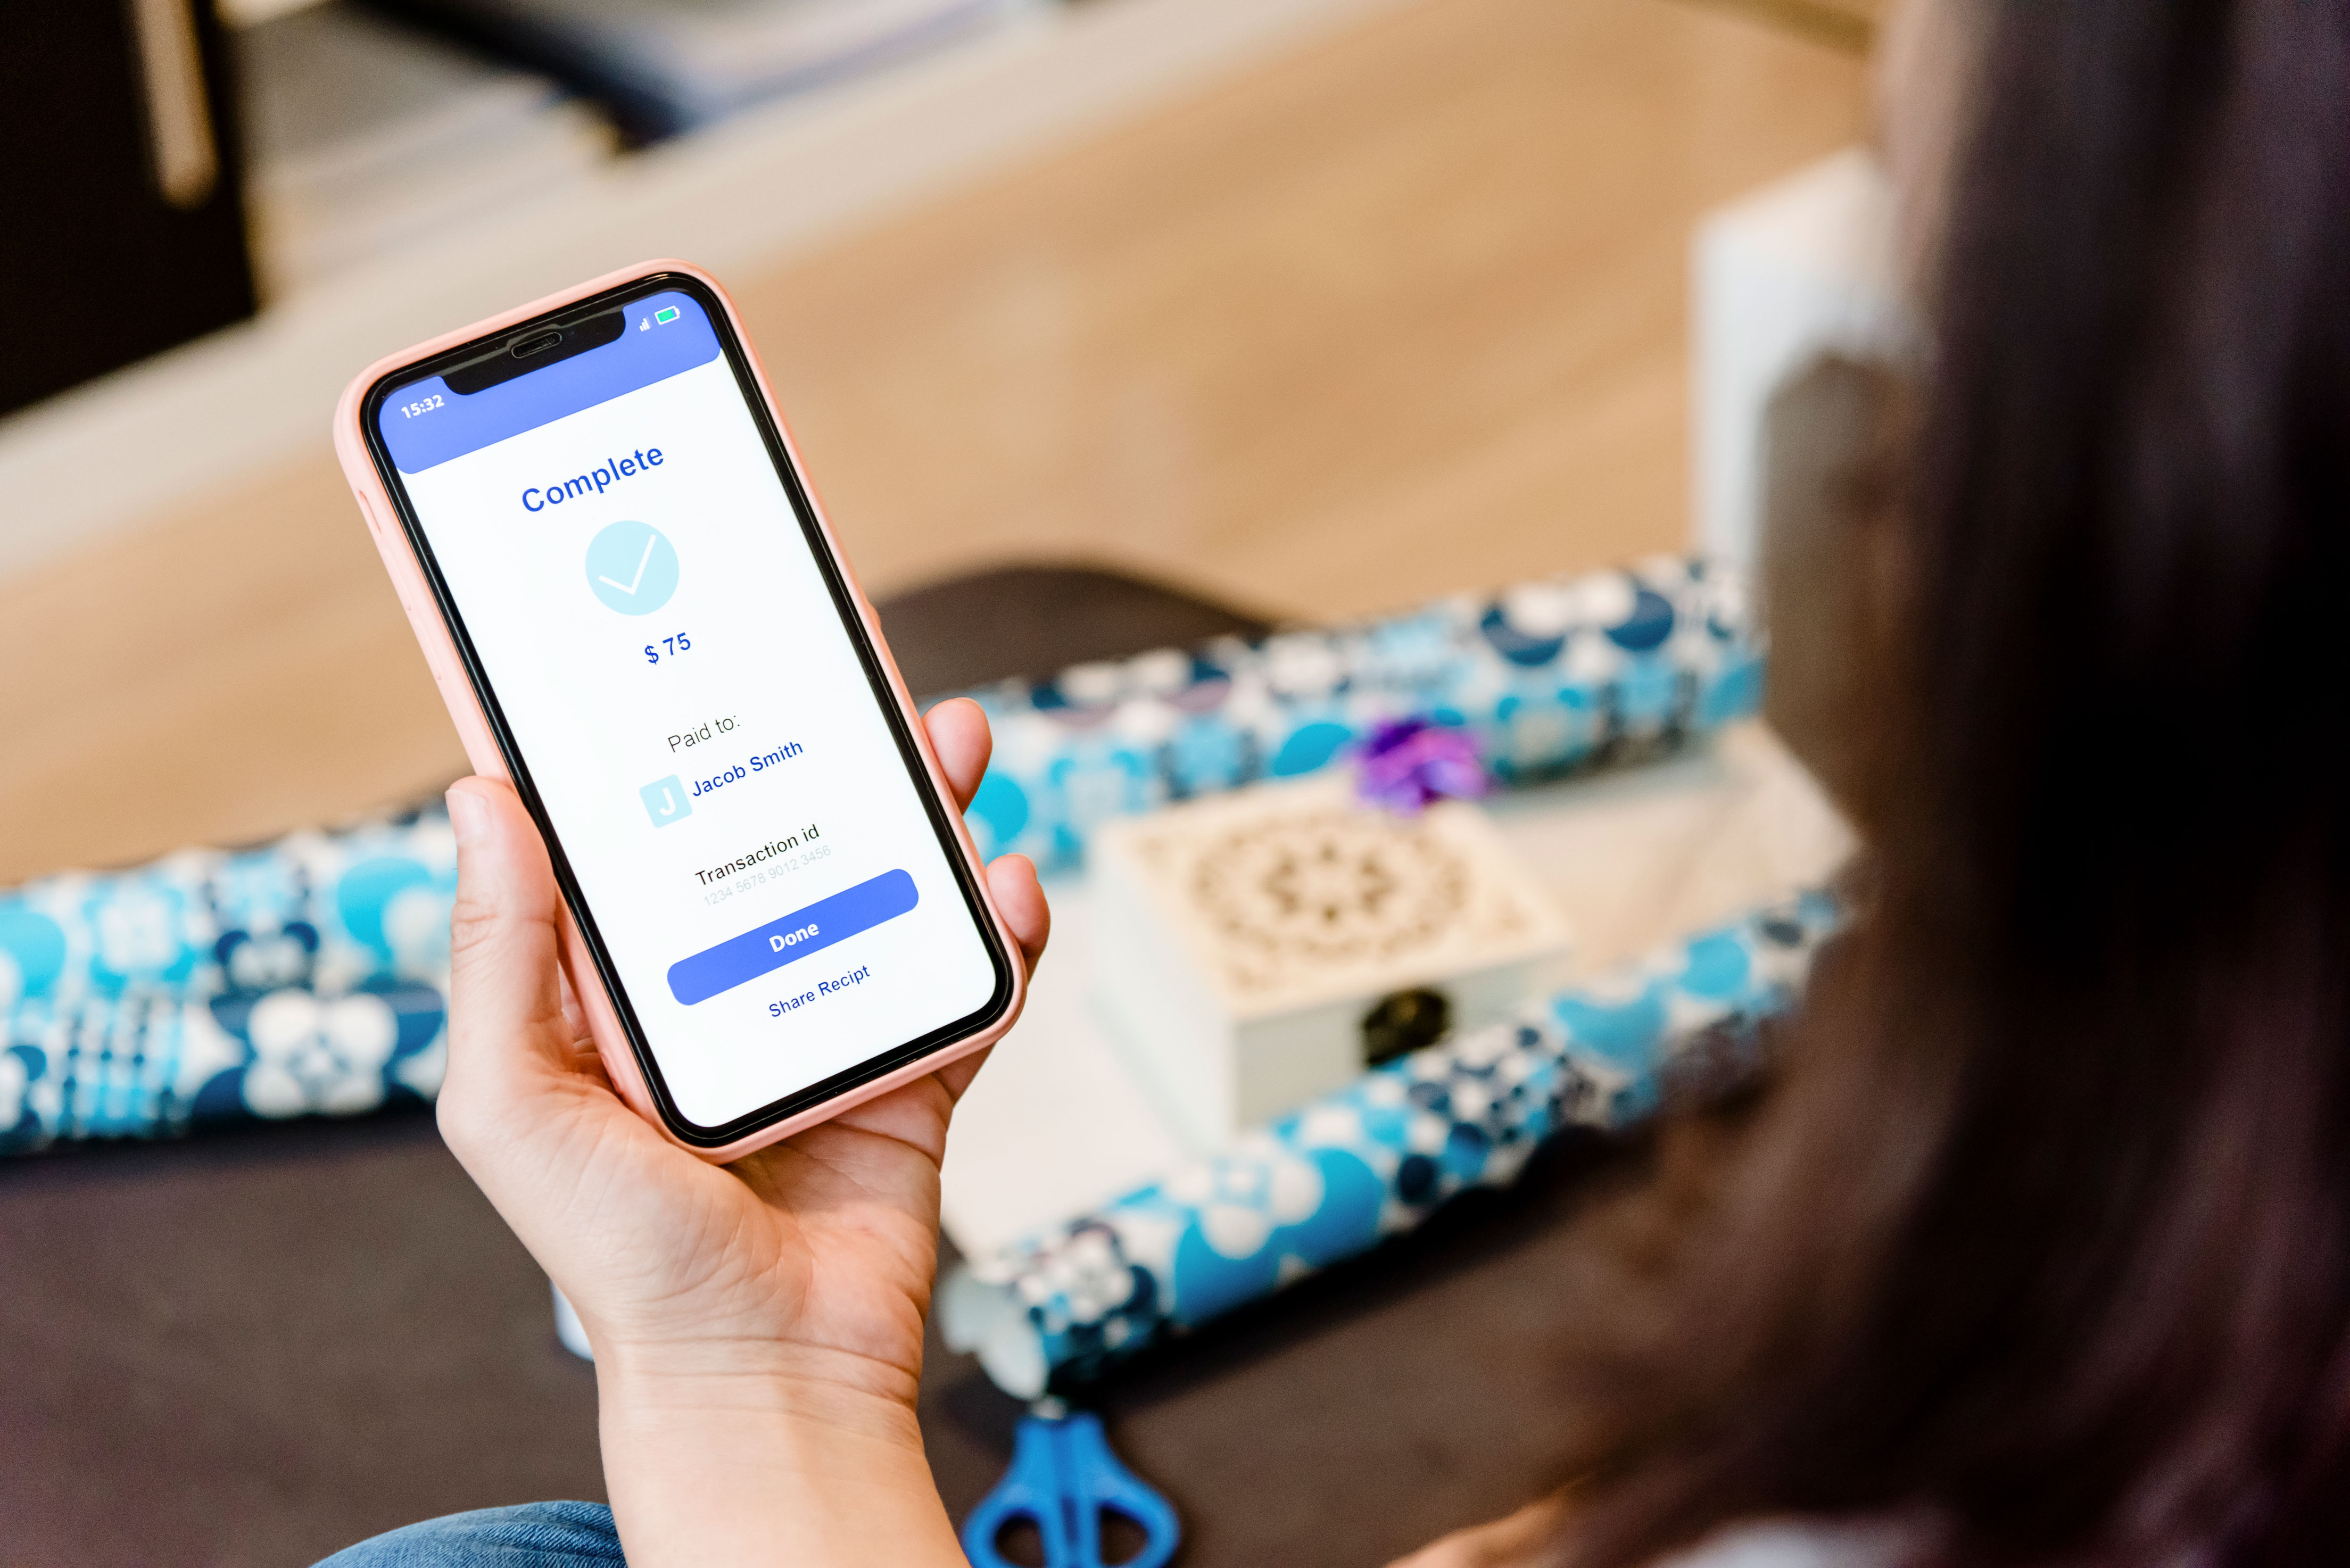 15:32
Complete
$ 75
Paid to:
J Jacob Smith
Transaction id
1234 5678 9012 3456
Done
Share Recipt